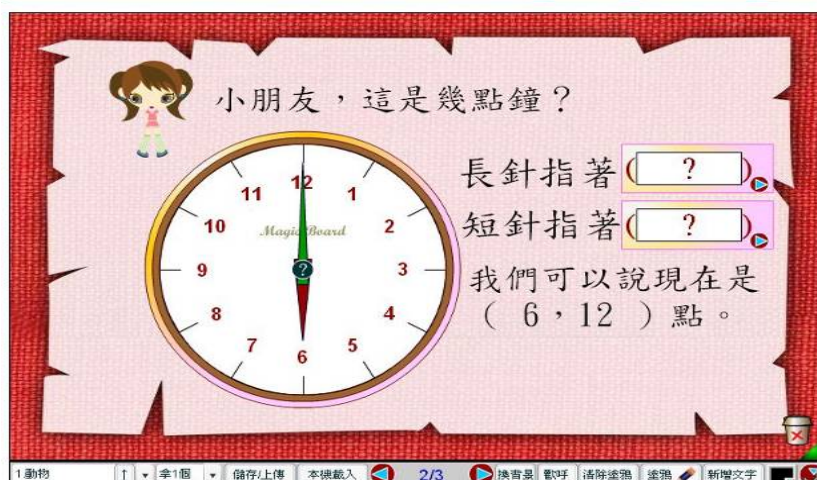 小朋友，這是幾點鐘？
長針指著( ? )
短針指著( ? )
我們可以說現在是
( 6，12 ) 點。
12
1
2
3
4
5
6
7
8
9
10
11
Magic Board
?
1動物
拿1個
儲存/上傳
本機載入
2/3
換背景
歡呼
清除塗鴉
塗鴉
新增文字